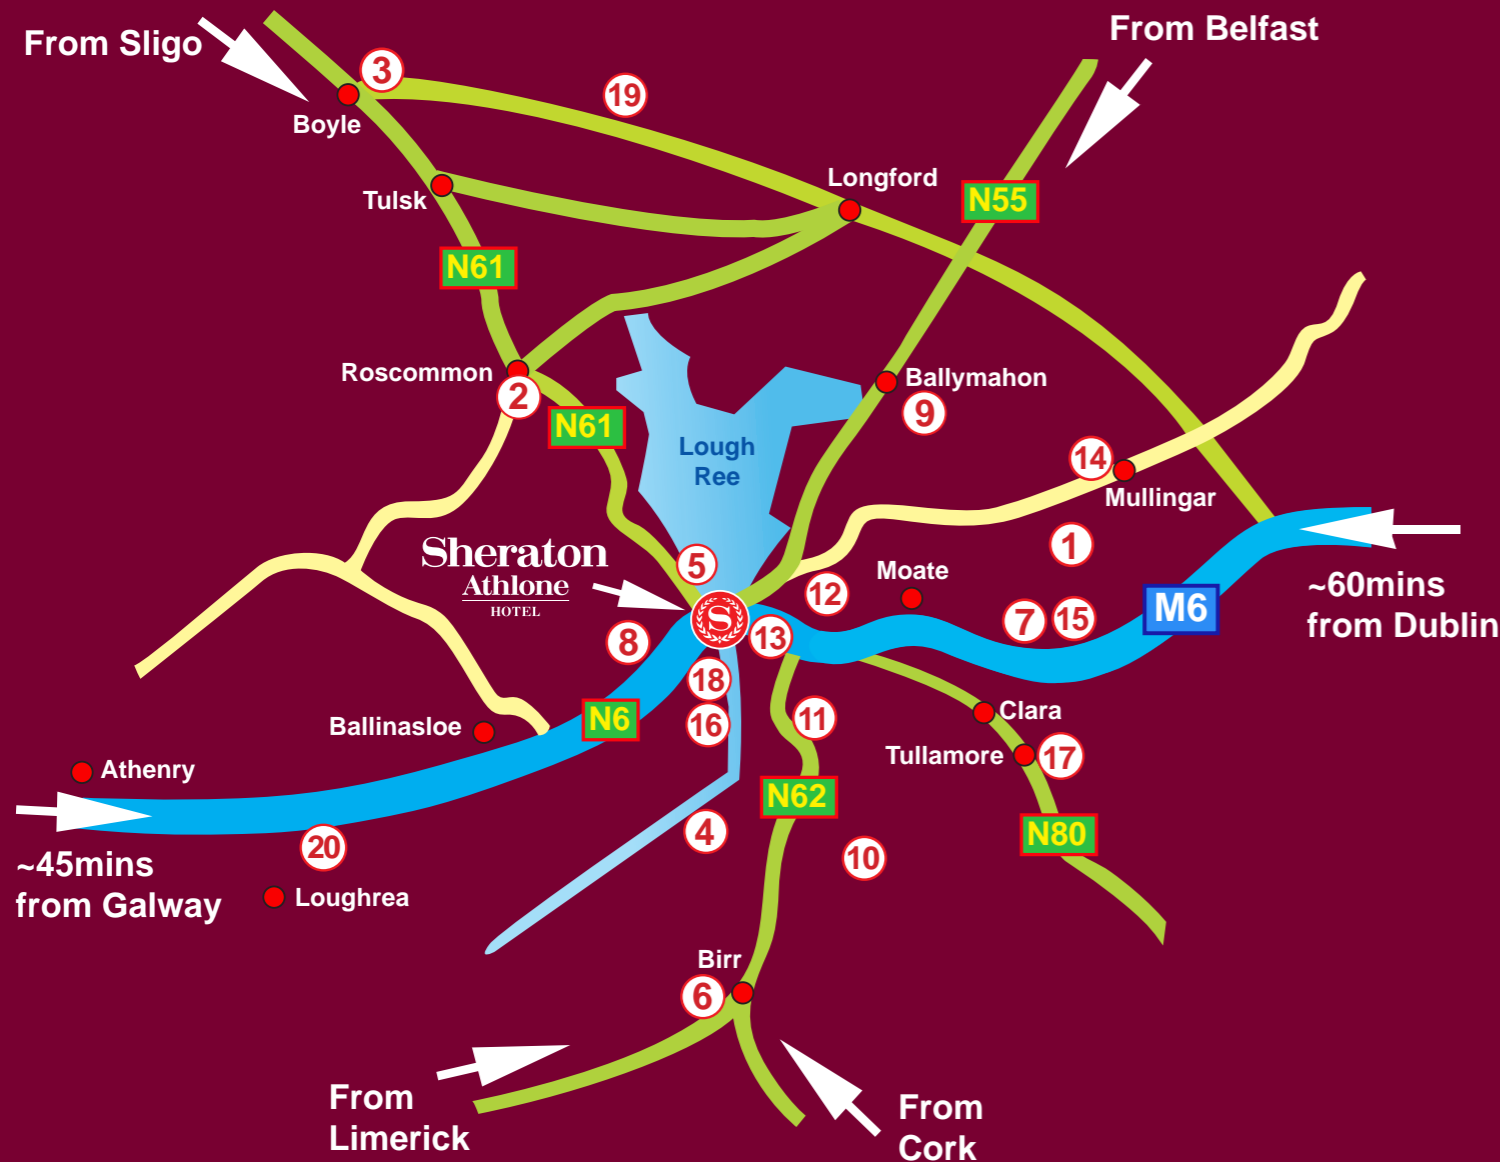 From Sligo
From Belfast
3
19
Boyle
Longford
Tulsk
N55
N61
Roscommon
2
N61
Ballymahon
9
Lough
Ree
14
Mullingar
Sheraton
Athlone
HOTEL
5
S
1
Moate
12
~60mins
from Dublin
M6
7
15
8
13
18
16
11
N6
Ballinasloe
Clara
Tullamore
17
Athenry
N62
N80
4
10
20
~45mins
from Galway
Loughrea
Birr
6
From
Limerick
From
Cork